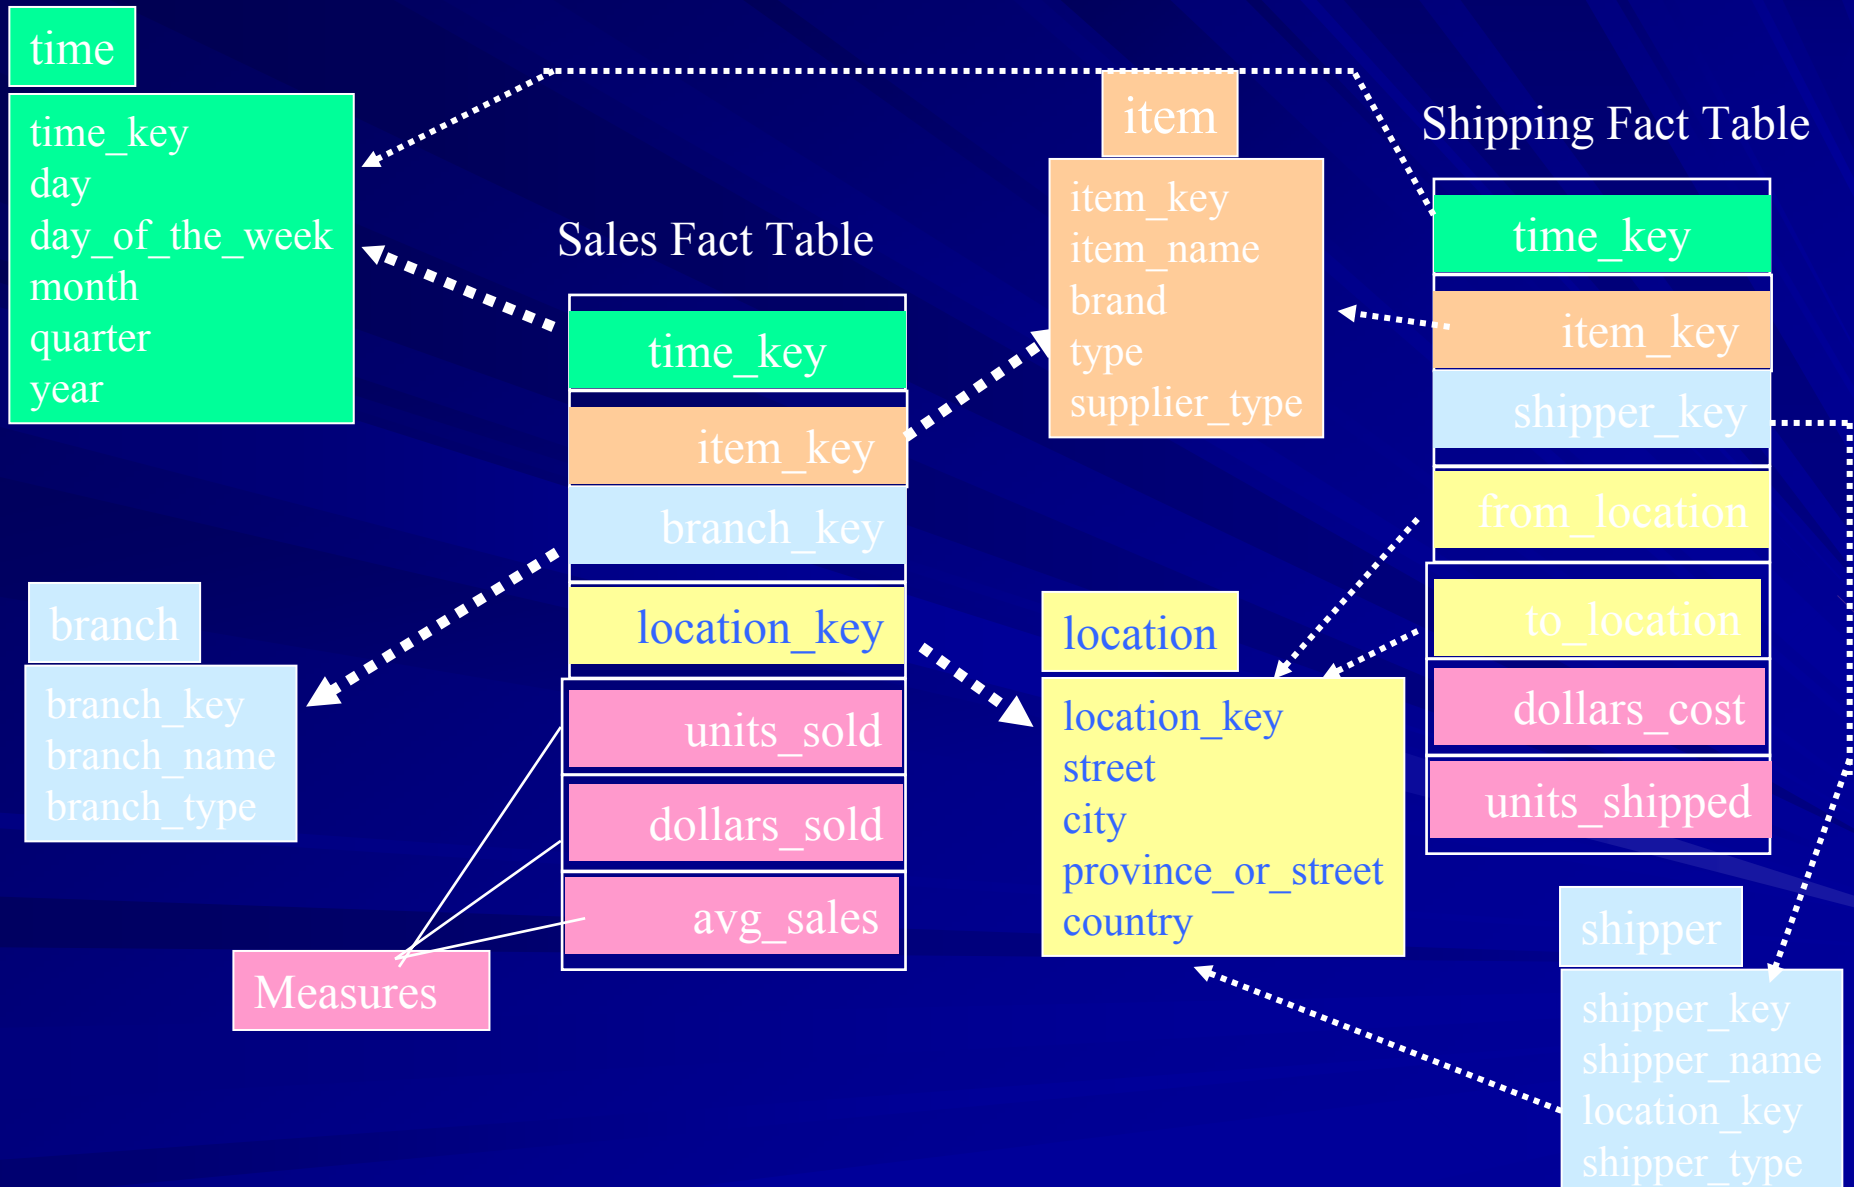 time
time_key
day
day_of_the_week
month
quarter
year
Sales Fact Table
time_key
item_key
branch_key
location_key
units_sold
dollars_sold
avg_sales
Measures
branch
branch_key
branch_name
branch_type
item
item_key
item_name
brand
type
supplier_type
location
location_key
street
city
province_or_street
country
Shipping Fact Table
time_key
item_key
shipper_key
from_location
to_location
dollars_cost
units_shipped
shipper
shipper_key
shipper_name
location_key
shipper_type